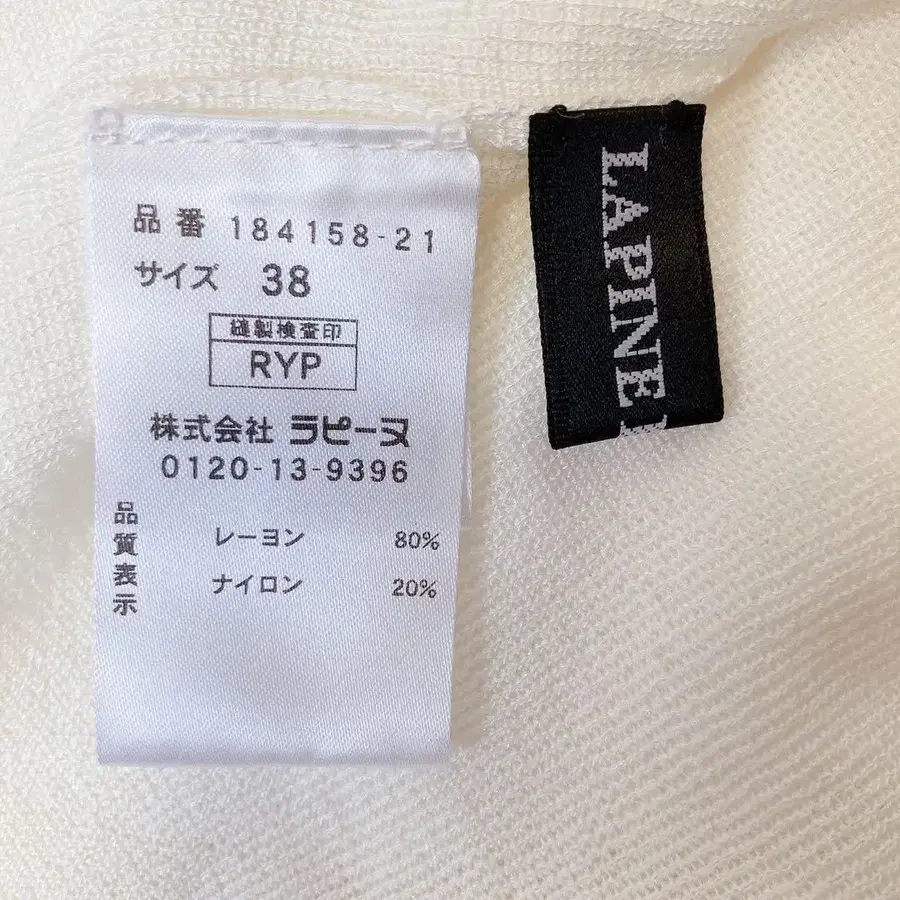 品番 184158-21
サイズ 38
縫製検査印
RYP
株式会社 ラピーヌ
0120-13-9396
品質表示
レーヨン 80%
ナイロン 20%
LAPINE